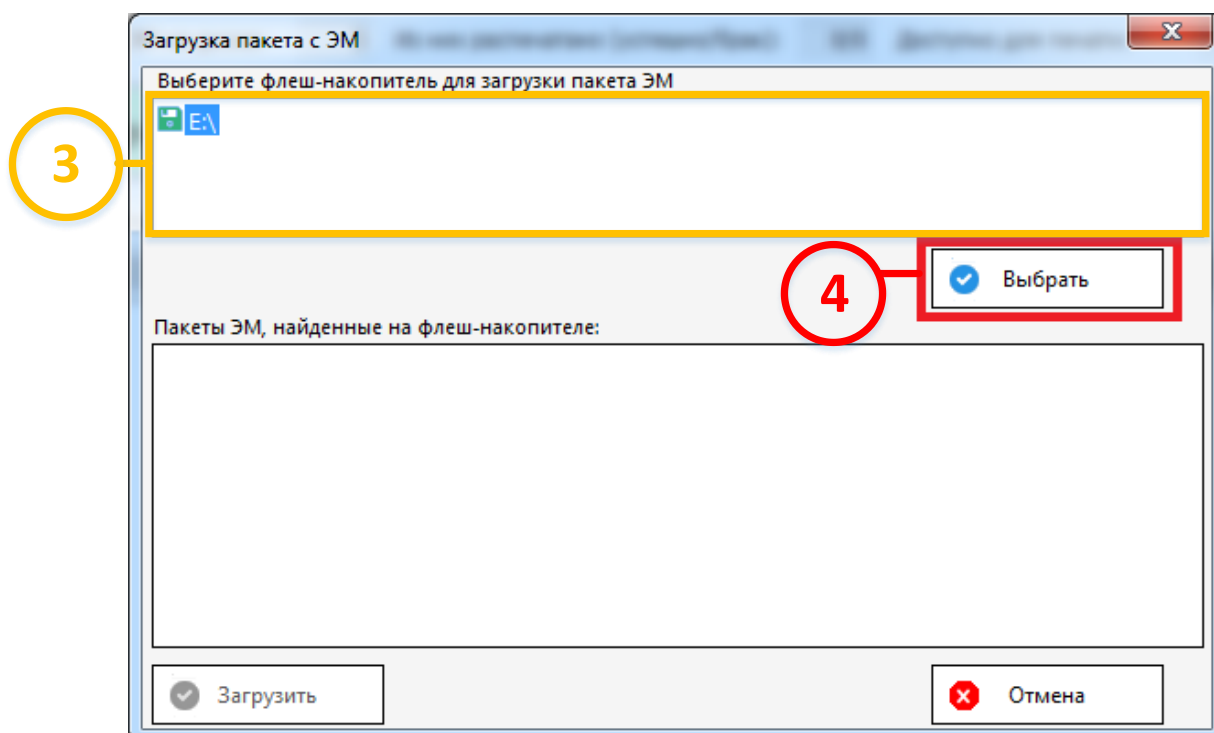 Загрузка пакета с ЭМ
Выберите флеш-накопитель для загрузки пакета ЭМ
E:\
3
4
Выбрать
Пакеты ЭМ, найденные на флеш-накопителе:
Загрузить
Отмена